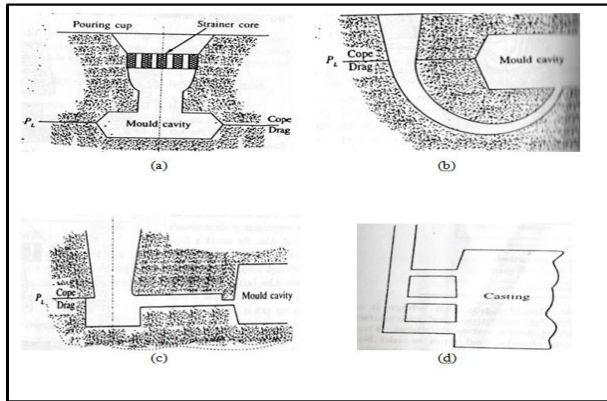 Pouring cup
Strainer core
P_L
Mould cavity
Cope
Drag
(a)
P_L
Cope
Drag
Mould cavity
(b)
P_L
Cope
Drag
Mould cavity
(c)
Casting
(d)